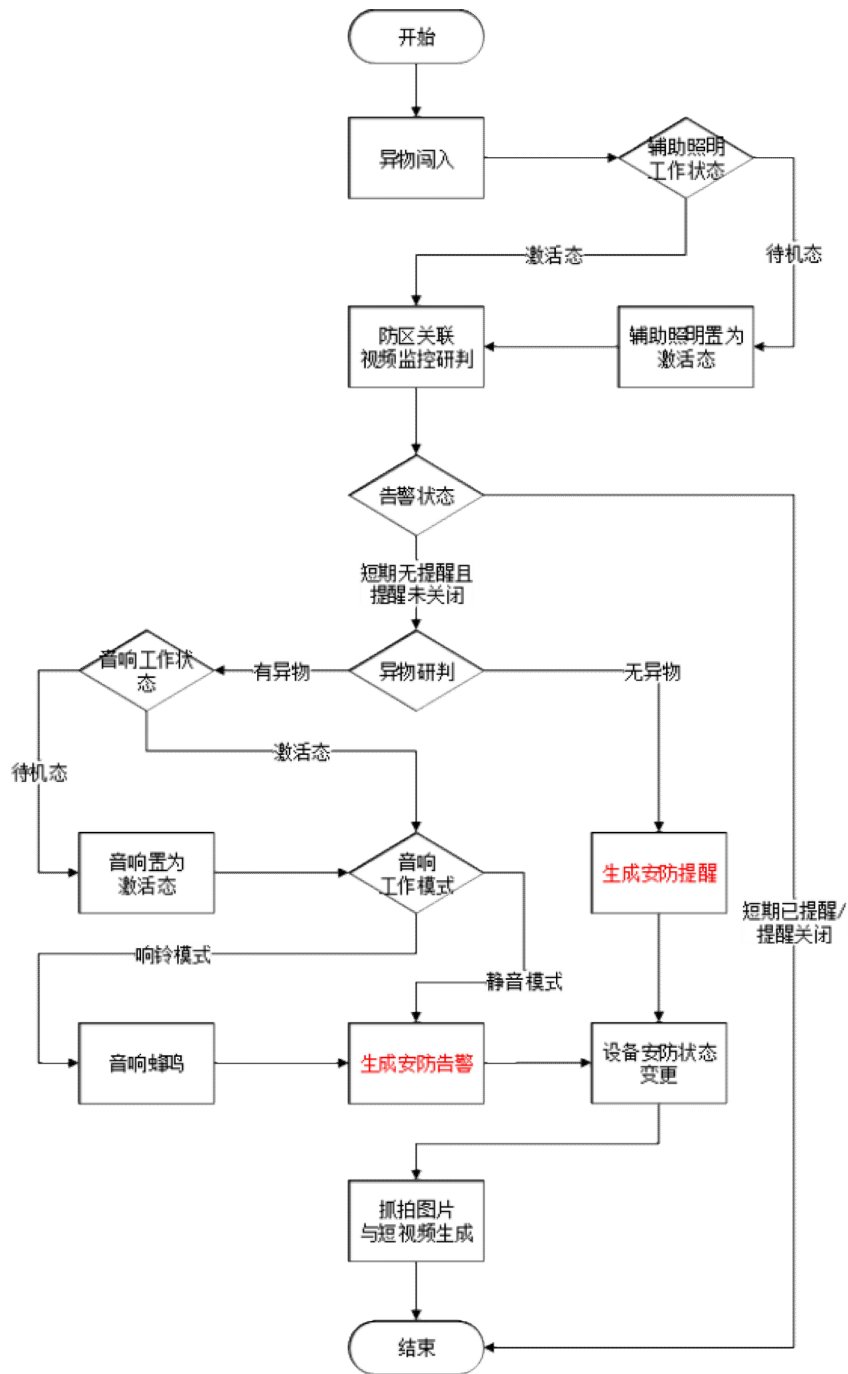 开始
异物闯入
辅助照明
工作状态
激活态
待机态
防区关联
视频监控研判
辅助照明置为
激活态
告警状态
短期无提醒且
提醒未关闭
音响工作状
态
有异物
异物研判
无异物
激活态
待机态
音响置为
激活态
音响
工作模式
生成安防提醒
短期已提醒/
提醒关闭
响铃模式
静音模式
音响蜂鸣
生成安防告警
设备安防状态
变更
抓拍图片
与短视频生成
结束